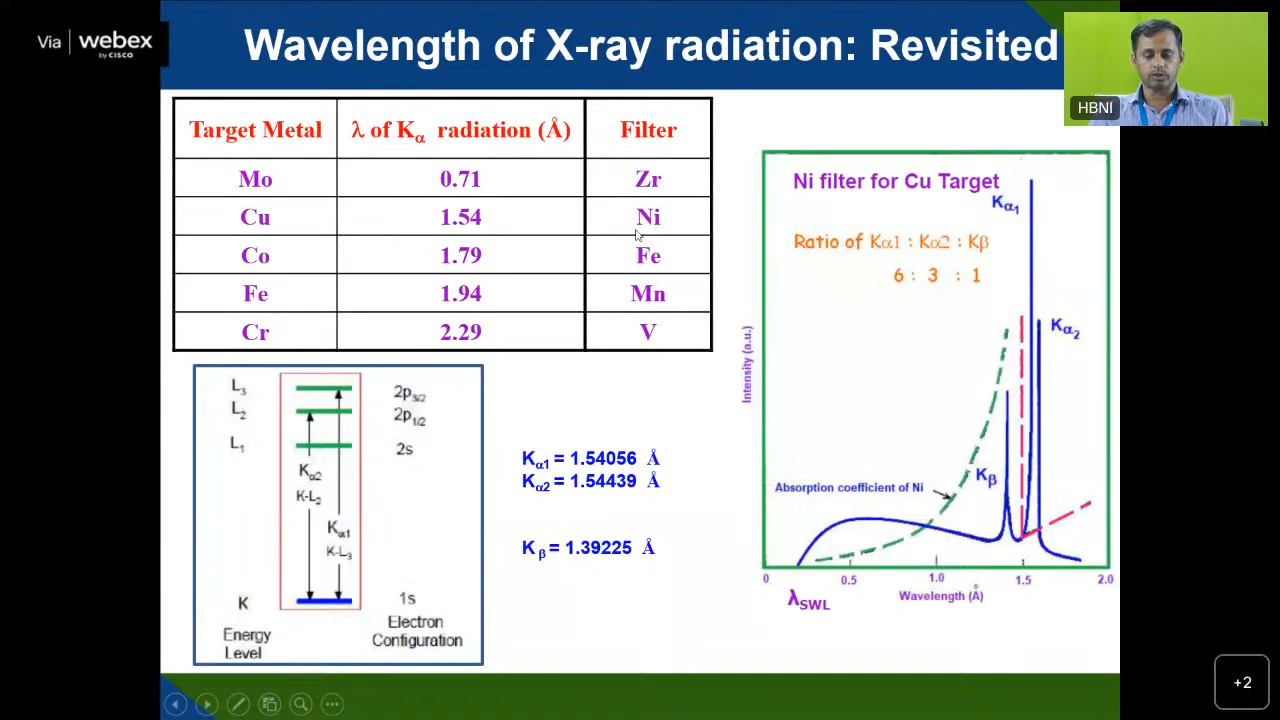 Via webex
by CISCO
Wavelength of X-ray radiation: Revisited
HBNI
Target Metal λ of Kα radiation (Å) Filter
Mo 0.71 Zr
Cu 1.54 Ni
Co 1.79 Fe
Fe 1.94 Mn
Cr 2.29 V
Ni filter for Cu Target
Kα1
Ratio of Kα1 : Kα2 : Kβ
6 : 3 : 1
Kα2
Intensity (a.u.)
Kβ
Absorption coefficient of Ni
0 0.5 1.0 1.5 2.0
Wavelength (Å)
λSWL
L3 2p3/2
L2 2p1/2
L1 2s
Kα2
K-L2
Kα1
K-L3
K 1s
Energy Level
Electron Configuration
Kα1 = 1.54056 Å
Kα2 = 1.54439 Å
Kβ = 1.39225 Å
+2